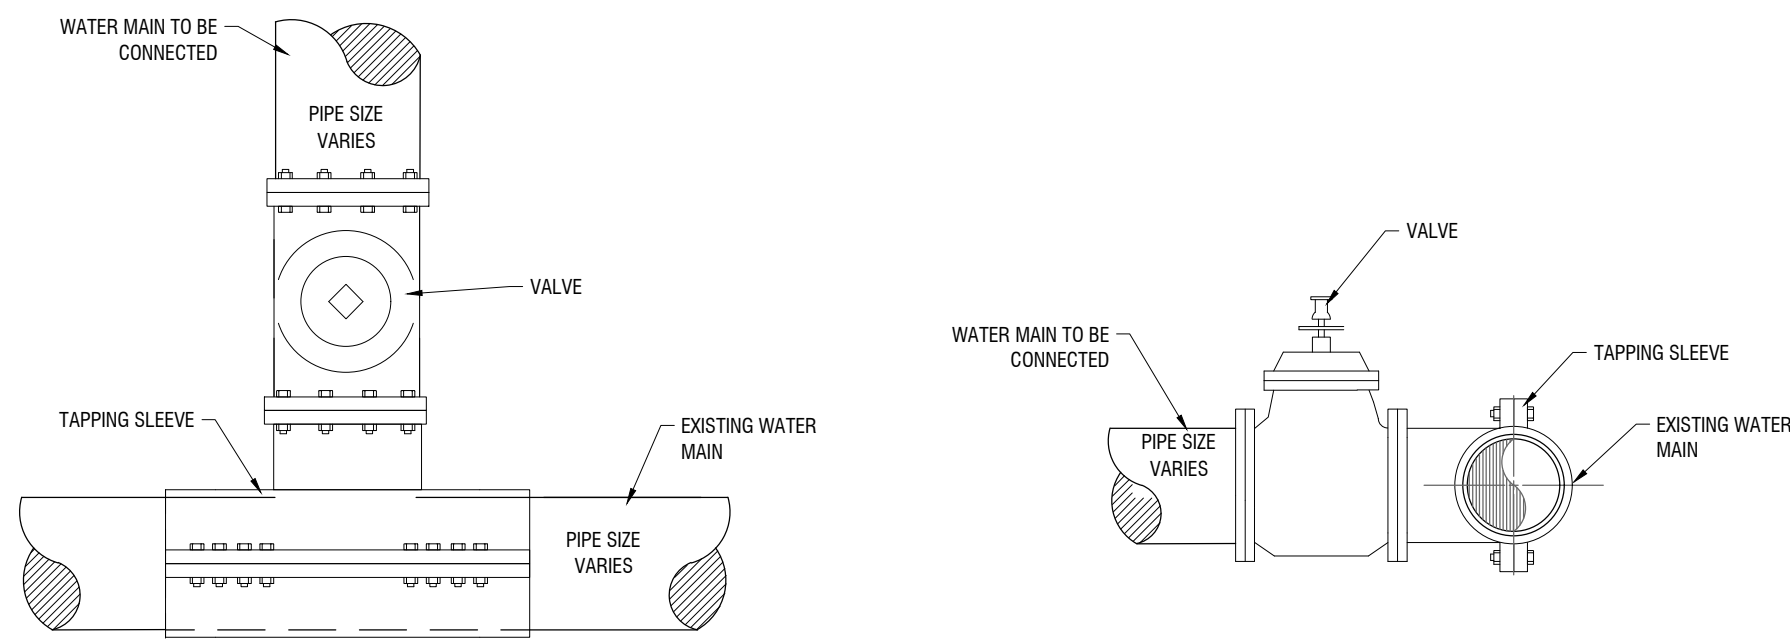 WATER MAIN TO BE
CONNECTED
PIPE SIZE
VARIES
VALVE
TAPPING SLEEVE
EXISTING WATER
MAIN
PIPE SIZE
VARIES
VALVE
WATER MAIN TO BE
CONNECTED
TAPPING SLEEVE
PIPE SIZE
VARIES
EXISTING WATER
MAIN